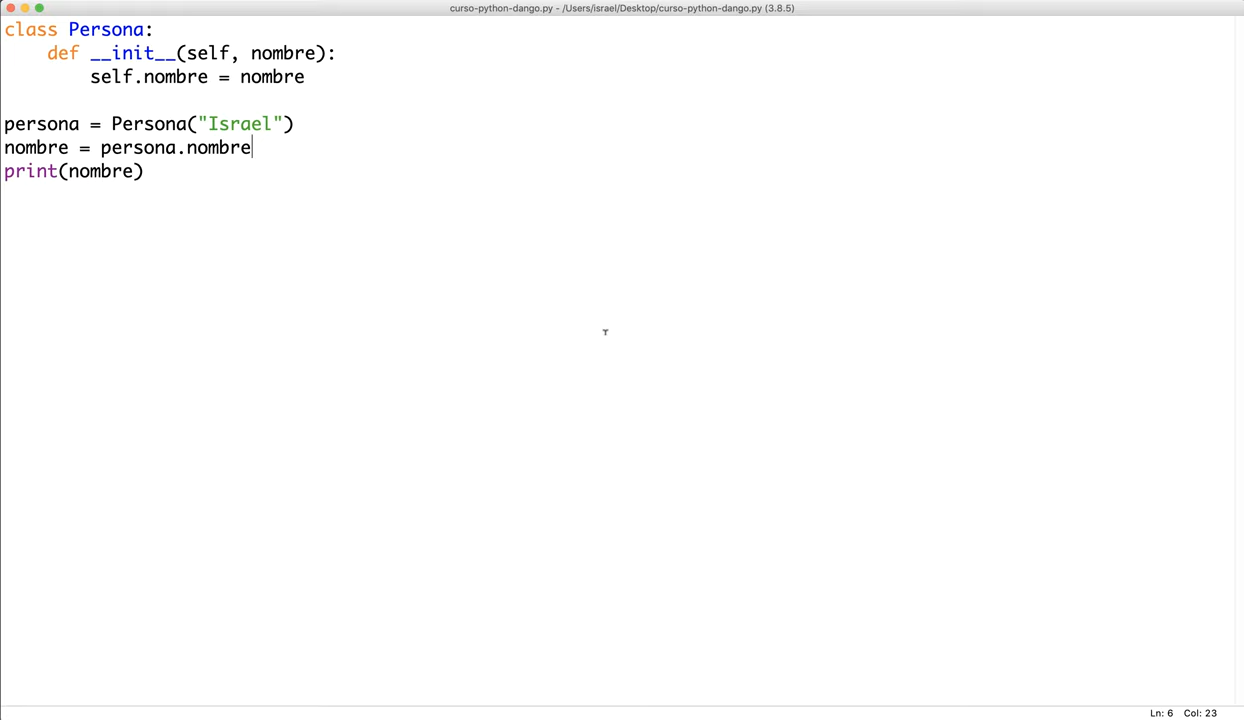 curso-python-dango.py - /Users/israel/Desktop/curso-python-dango.py (3.8.5)
class Persona:
    def __init__(self, nombre):
        self.nombre = nombre

persona = Persona("Israel")
nombre = persona.nombre
print(nombre)
Ln: 6 Col: 23